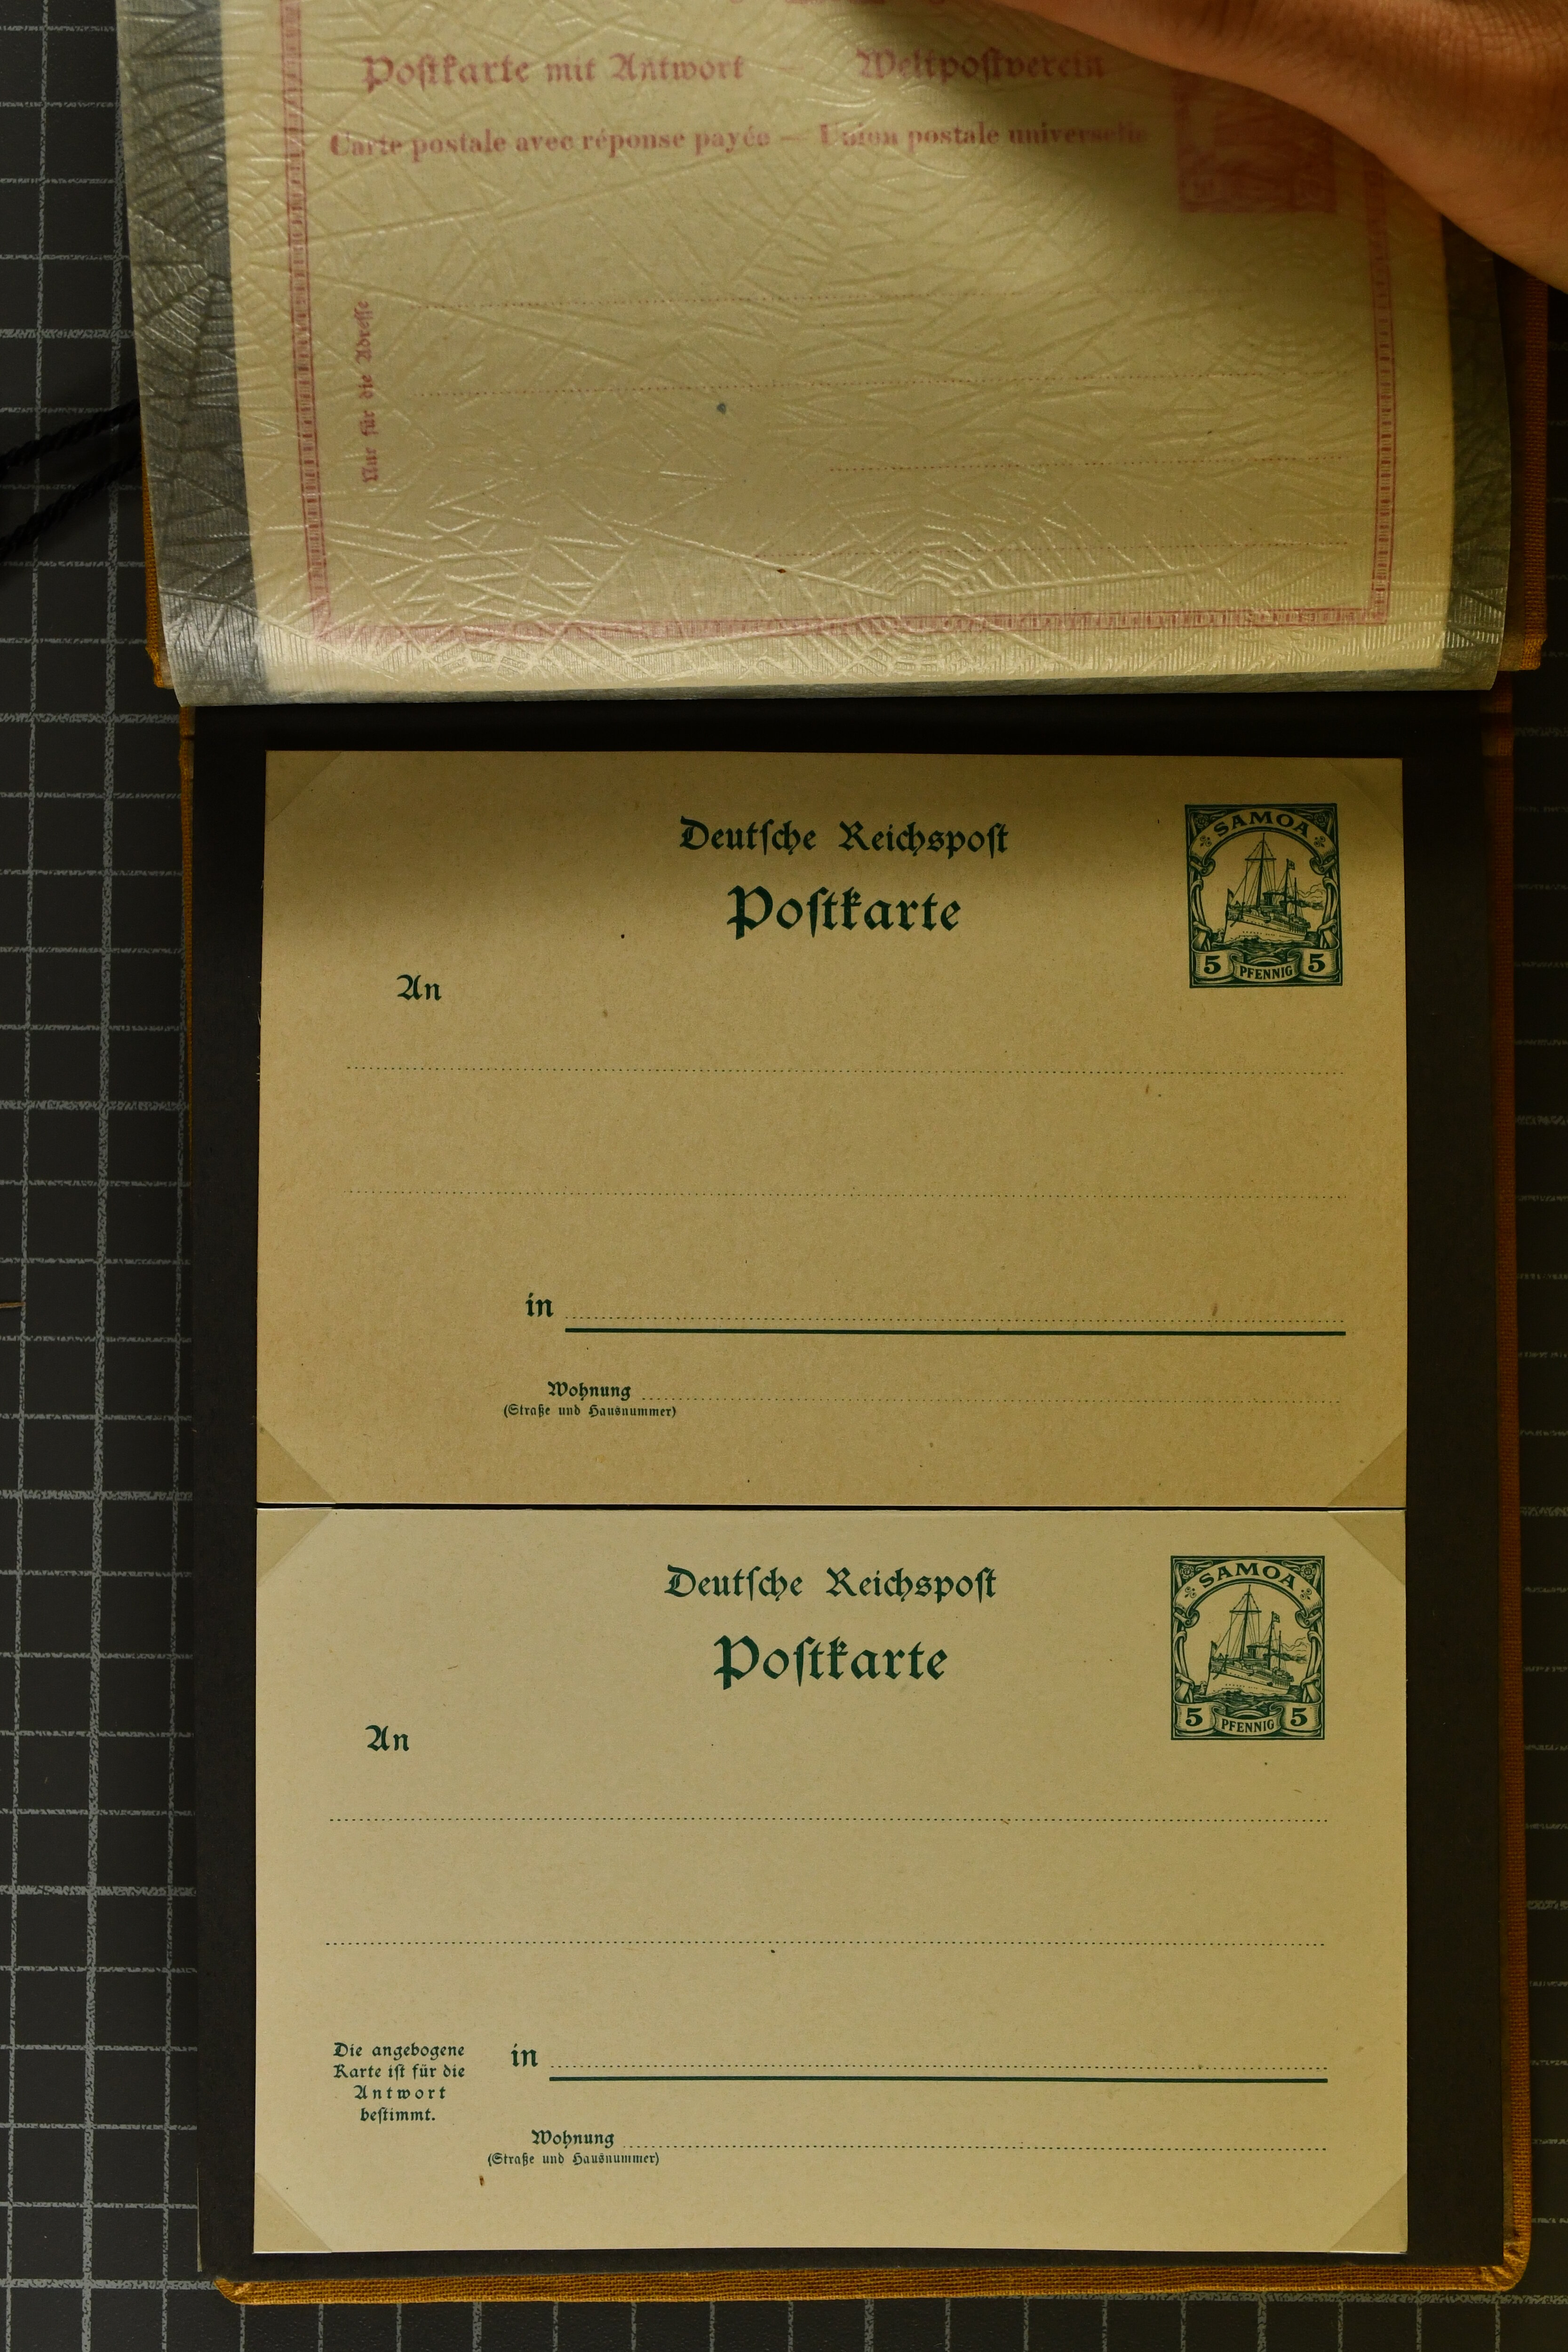 Postkarte mit Antwort — Weltpostverein
Carte postale avec réponse payée — Union postale universelle
Nur für die Adresse
Deutſche Reichspoſt
Poſtkarte
SAMOA
5 PFENNIG 5
An
in
Wohnung
(Straße und Hausnummer)
Deutſche Reichspoſt
Poſtkarte
SAMOA
5 PFENNIG 5
An
Die angebogene
Karte iſt für die
Antwort
beſtimmt.
in
Wohnung
(Straße und Hausnummer)